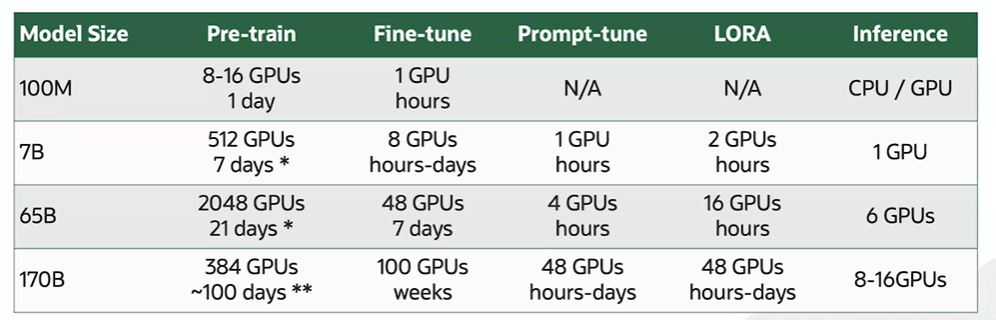 Model Size Pre-train Fine-tune Prompt-tune LORA Inference
100M 8-16 GPUs 1 day 1 GPU hours N/A N/A CPU / GPU
7B 512 GPUs 7 days * 8 GPUs hours-days 1 GPU hours 2 GPUs hours 1 GPU
65B 2048 GPUs 21 days * 48 GPUs 7 days 4 GPUs hours 16 GPUs hours 6 GPUs
170B 384 GPUs ~100 days ** 100 GPUs weeks 48 GPUs hours-days 48 GPUs hours-days 8-16GPUs